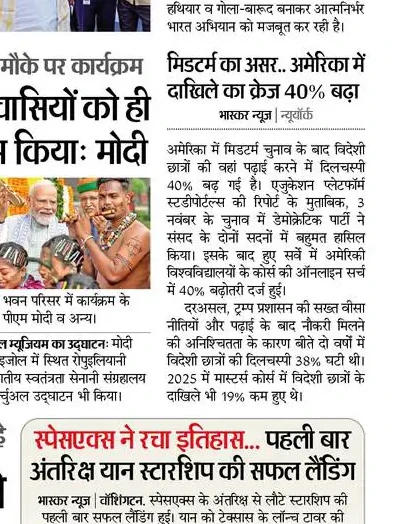 हथियार व गोला-बारूद बनाकर आत्मनिर्भर
भारत अभियान को मजबूत कर रही है।
मौके पर कार्यक्रम
वासियों को ही
किया: मोदी
भवन परिसर में कार्यक्रम के
पीएम मोदी व अन्य।
म्यूजियम का उद्घाटन: मोदी
में स्थित रोपुइलियानी
स्वतंत्रता सेनानी संग्रहालय
उद्घाटन भी किया।
मिडटर्म का असर.. अमेरिका में
दाखिले का क्रेज 40% बढ़ा
भास्कर न्यूज | न्यूयॉर्क
अमेरिका में मिडटर्म चुनाव के बाद विदेशी
छात्रों की वहां पढ़ाई करने में दिलचस्पी
40% बढ़ गई है। एजुकेशन प्लेटफॉर्म
स्टडीपोर्टल्स की रिपोर्ट के मुताबिक, 3
नवंबर के चुनाव में डेमोक्रेटिक पार्टी ने
संसद के दोनों सदनों में बहुमत हासिल
किया। इसके बाद हुए सर्वे में अमेरिकी
विश्वविद्यालयों के कोर्स की ऑनलाइन सर्च
में 40% बढ़ोतरी दर्ज हुई।
दरअसल, ट्रम्प प्रशासन की सख्त वीसा
नीतियों और पढ़ाई के बाद नौकरी मिलने
की अनिश्चितता के कारण बीते दो वर्षों में
विदेशी छात्रों की दिलचस्पी 38% घटी थी।
2025 में मास्टर्स कोर्स में विदेशी छात्रों के
दाखिले भी 19% कम हुए थे।
स्पेसएक्स ने रचा इतिहास... पहली बार
अंतरिक्ष यान स्टारशिप की सफल लैंडिंग
भास्कर न्यूज | वॉशिंगटन. स्पेसएक्स के अंतरिक्ष से लौटे स्टारशिप की
पहली बार सफल लैंडिंग हुई। यान को टेक्सास के लॉन्च टावर की